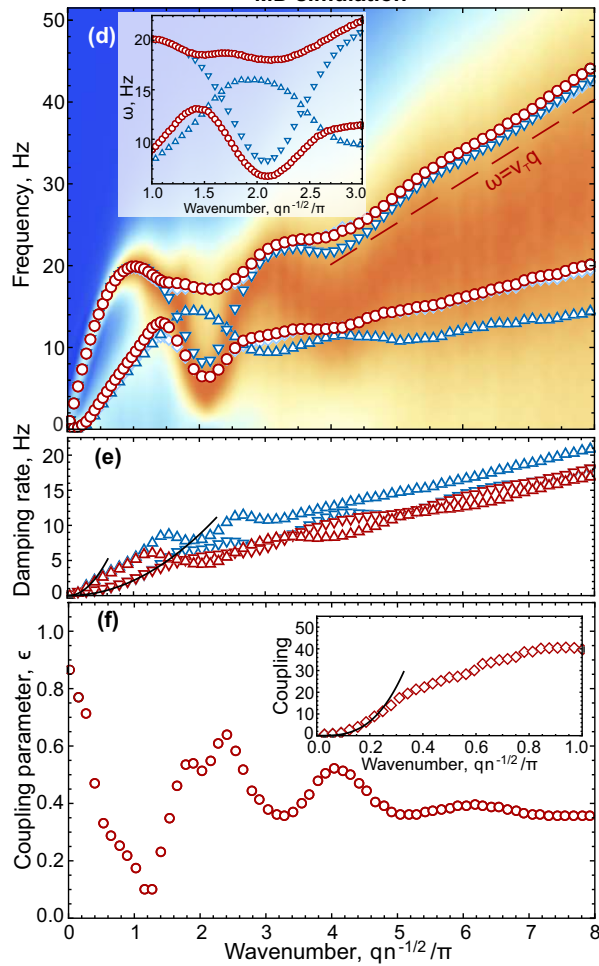 MD simulation
(d)
Frequency, Hz
50
40
30
20
10
0
ω, Hz
20
15
10
1.0 1.5 2.0 2.5 3.0
Wavenumber, qn⁻¹/²/π
ω=v_T q
(e)
Damping rate, Hz
20
15
10
5
0
(f)
Coupling parameter, ϵ
1.0
0.8
0.6
0.4
0.2
0.0
Coupling
50
40
30
20
10
0
0.0 0.2 0.4 0.6 0.8 1.0
Wavenumber, qn⁻¹/²/π
0 1 2 3 4 5 6 7 8
Wavenumber, qn⁻¹/²/π